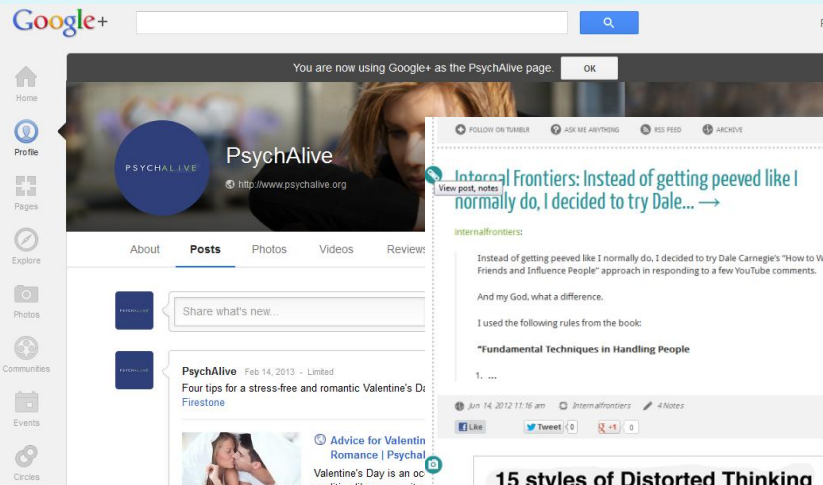 Google+
You are now using Google+ as the PsychAlive page.
OK
Home
Profile
Pages
Explore
Photos
Communities
Events
Circles
PSYCHALIVE
PsychAlive
http://www.psychalive.org
About Posts Photos Videos Reviews
Share what's new...
PsychAlive Feb 14, 2013 - Limited
Four tips for a stress-free and romantic Valentine's Da
Firestone
Advice for Valentin
Romance | Psychal
Valentine's Day is an oc
FOLLOW ON TUMBLR ASK ME ANYTHING RSS FEED ARCHIVE
Internal Frontiers: Instead of getting peeved like I
View post, notes
normally do, I decided to try Dale... →
internalfrontiers:
Instead of getting peeved like I normally do, I decided to try Dale Carnegie's "How to W
Friends and Influence People" approach in responding to a few YouTube comments.
And my God, what a difference.
I used the following rules from the book:
"Fundamental Techniques in Handling People
1. ...
Jun 14, 2012 11:16 am Internalfrontiers 4 Notes
Like Tweet 0 +1 0
15 styles of Distorted Thinking